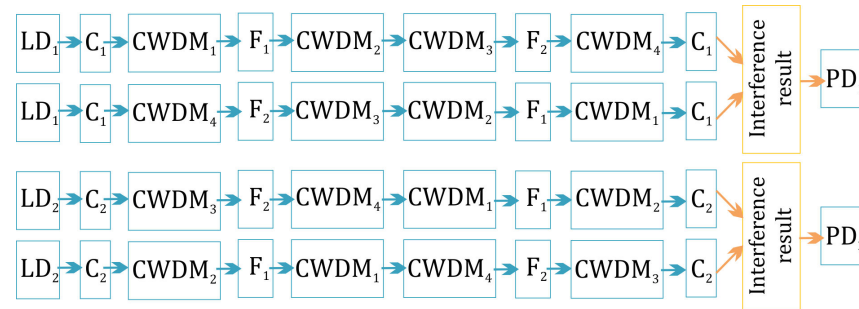 LD₁ C₁ CWDM₁ F₁ CWDM₂ CWDM₃ F₂ CWDM₄ C₁
LD₁ C₁ CWDM₄ F₂ CWDM₃ CWDM₂ F₁ CWDM₁ C₁
Interference
result
PD
LD₂ C₂ CWDM₃ F₂ CWDM₄ CWDM₁ F₁ CWDM₂ C₂
LD₂ C₂ CWDM₂ F₁ CWDM₁ CWDM₄ F₂ CWDM₃ C₂
Interference
result
PD